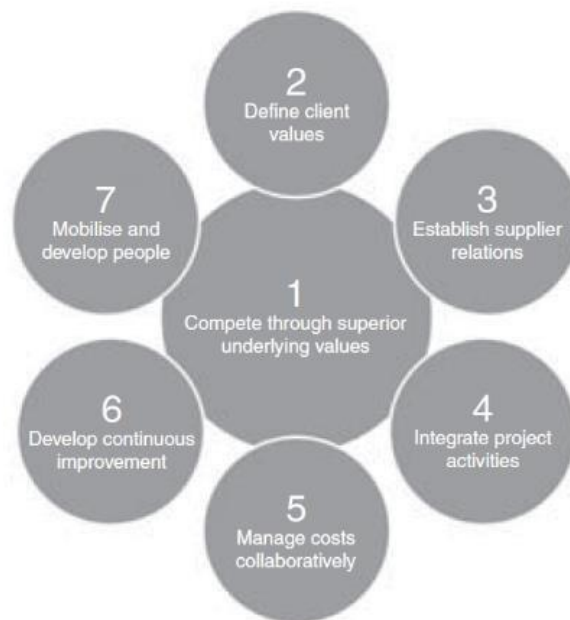 2
Define client
values
7
Mobilise and
develop people
3
Establish supplier
relations
1
Compete through superior
underlying values
6
Develop continuous
improvement
4
Integrate project
activities
5
Manage costs
collaboratively